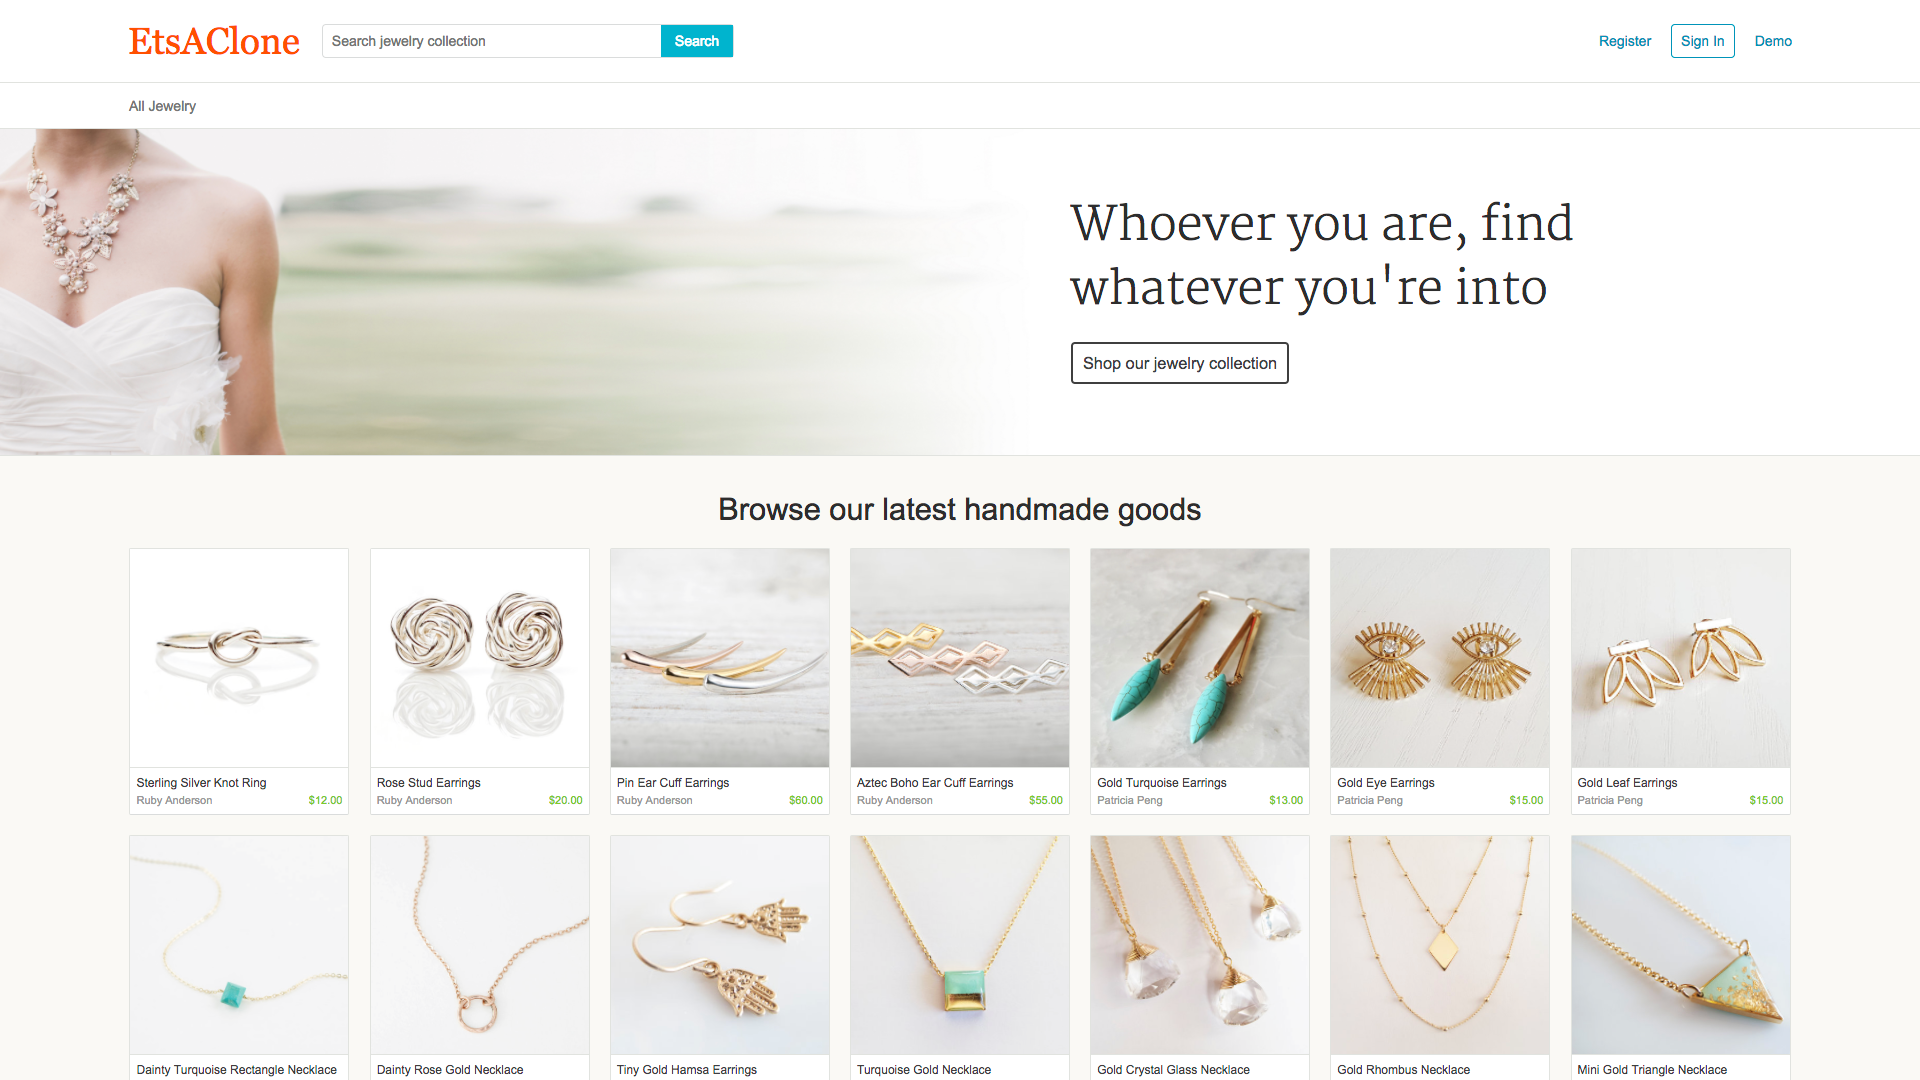 EtsAClone
Search jewelry collection
Search
Register
Sign In
Demo
All Jewelry
Whoever you are, find
whatever you're into
Shop our jewelry collection
Browse our latest handmade goods
Sterling Silver Knot Ring
Ruby Anderson $12.00
Rose Stud Earrings
Ruby Anderson $20.00
Pin Ear Cuff Earrings
Ruby Anderson $60.00
Aztec Boho Ear Cuff Earrings
Ruby Anderson $55.00
Gold Turquoise Earrings
Patricia Peng $13.00
Gold Eye Earrings
Patricia Peng $15.00
Gold Leaf Earrings
Patricia Peng $15.00
Dainty Turquoise Rectangle Necklace
Dainty Rose Gold Necklace
Tiny Gold Hamsa Earrings
Turquoise Gold Necklace
Gold Crystal Glass Necklace
Gold Rhombus Necklace
Mini Gold Triangle Necklace